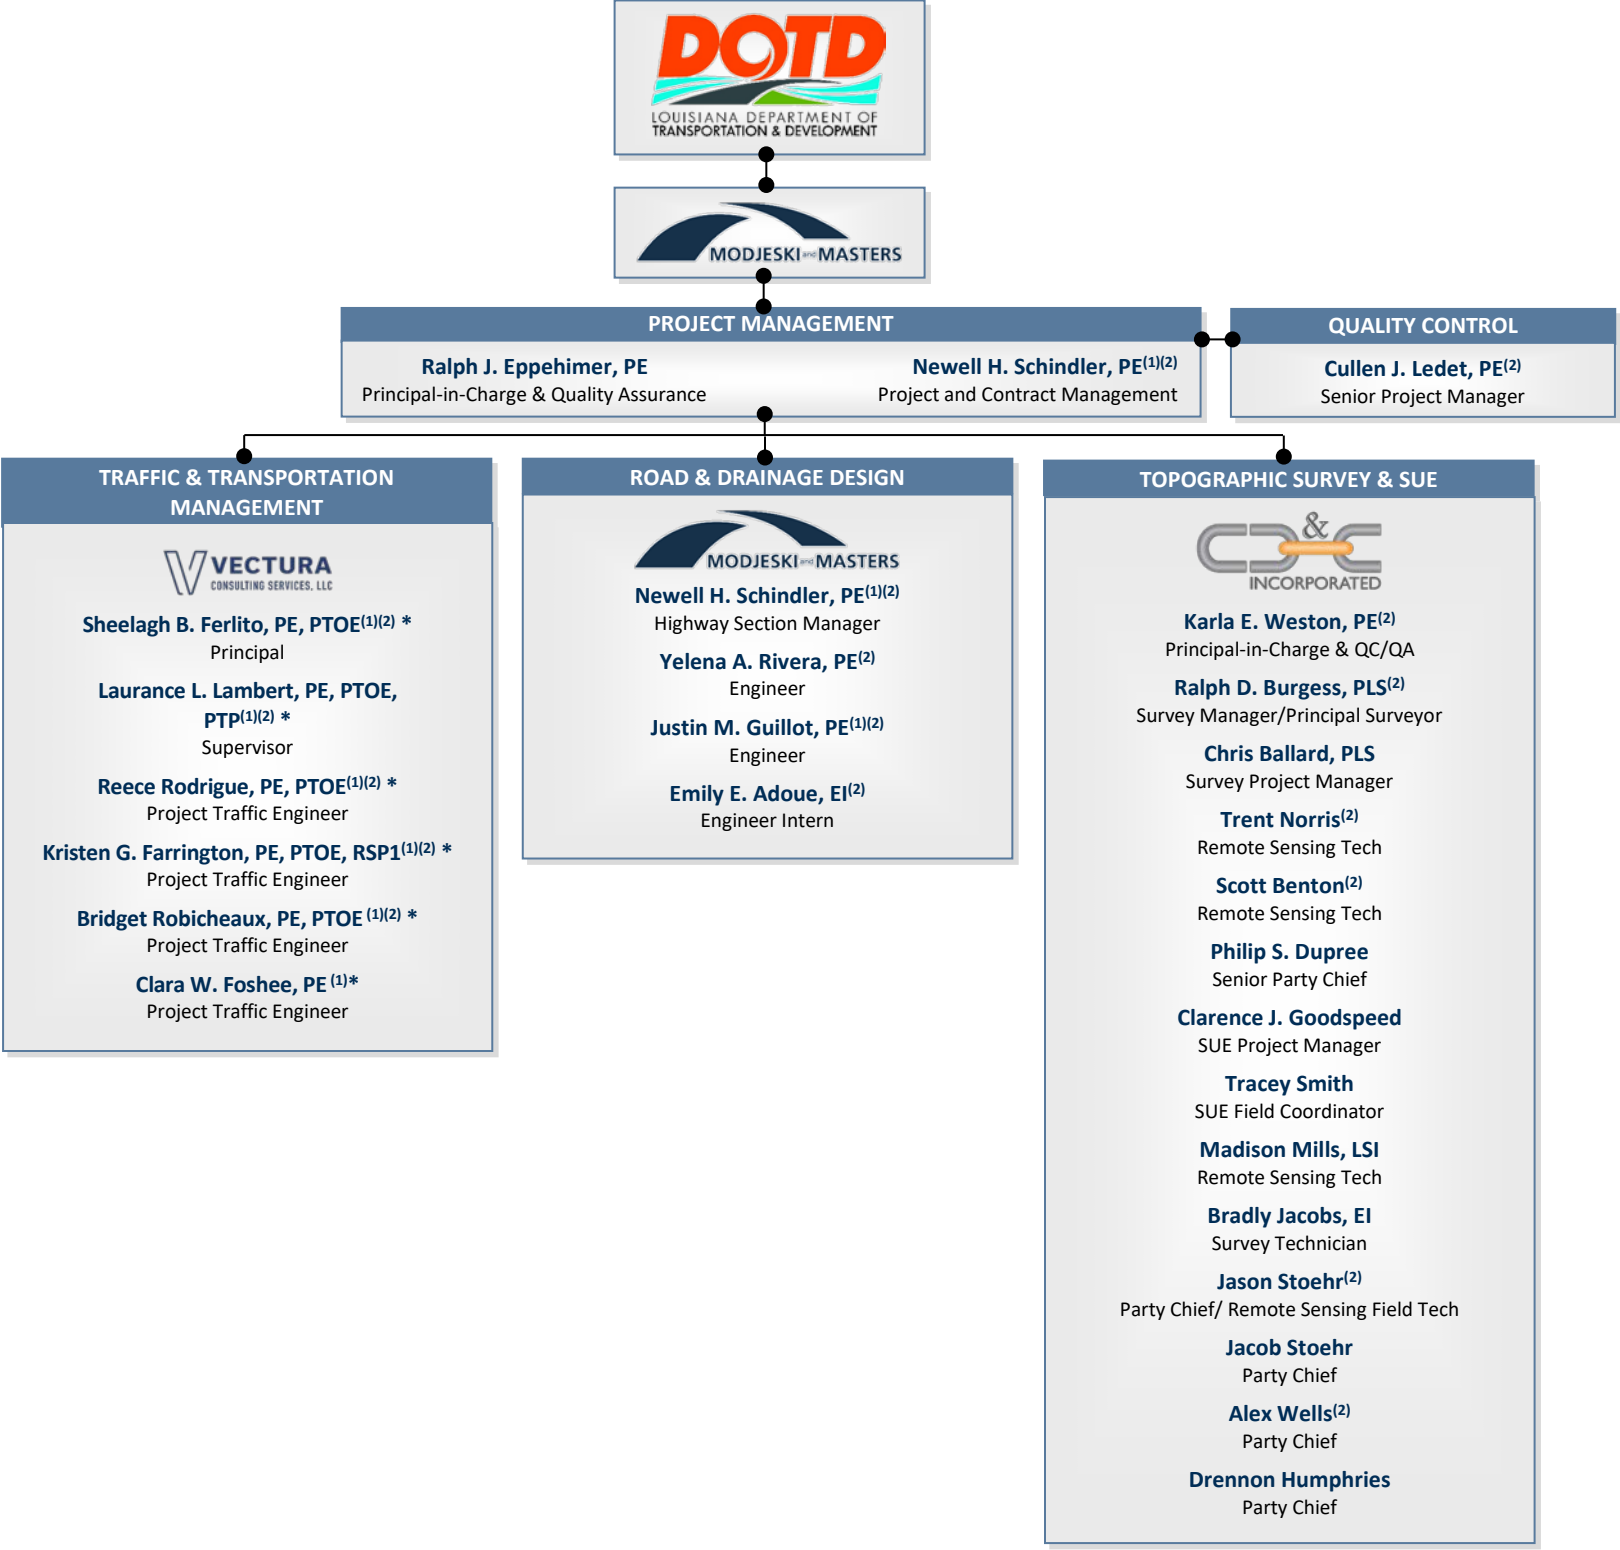 DOTD
LOUISIANA DEPARTMENT OF
TRANSPORTATION & DEVELOPMENT
MODJESKI and MASTERS
PROJECT MANAGEMENT
Ralph J. Eppehimer, PE
Principal-in-Charge & Quality Assurance
Newell H. Schindler, PE(1)(2)
Project and Contract Management
QUALITY CONTROL
Cullen J. Ledet, PE(2)
Senior Project Manager
TRAFFIC & TRANSPORTATION
MANAGEMENT
VECTURA
CONSULTING SERVICES, LLC
Sheelagh B. Ferlito, PE, PTOE(1)(2) *
Principal
Laurance L. Lambert, PE, PTOE,
PTP(1)(2) *
Supervisor
Reece Rodrigue, PE, PTOE(1)(2) *
Project Traffic Engineer
Kristen G. Farrington, PE, PTOE, RSP1(1)(2) *
Project Traffic Engineer
Bridget Robicheaux, PE, PTOE (1)(2) *
Project Traffic Engineer
Clara W. Foshee, PE (1)*
Project Traffic Engineer
ROAD & DRAINAGE DESIGN
MODJESKI and MASTERS
Newell H. Schindler, PE(1)(2)
Highway Section Manager
Yelena A. Rivera, PE(2)
Engineer
Justin M. Guillot, PE(1)(2)
Engineer
Emily E. Adoue, EI(2)
Engineer Intern
TOPOGRAPHIC SURVEY & SUE
C&C
INCORPORATED
Karla E. Weston, PE(2)
Principal-in-Charge & QC/QA
Ralph D. Burgess, PLS(2)
Survey Manager/Principal Surveyor
Chris Ballard, PLS
Survey Project Manager
Trent Norris(2)
Remote Sensing Tech
Scott Benton(2)
Remote Sensing Tech
Philip S. Dupree
Senior Party Chief
Clarence J. Goodspeed
SUE Project Manager
Tracey Smith
SUE Field Coordinator
Madison Mills, LSI
Remote Sensing Tech
Bradly Jacobs, EI
Survey Technician
Jason Stoehr(2)
Party Chief/ Remote Sensing Field Tech
Jacob Stoehr
Party Chief
Alex Wells(2)
Party Chief
Drennon Humphries
Party Chief